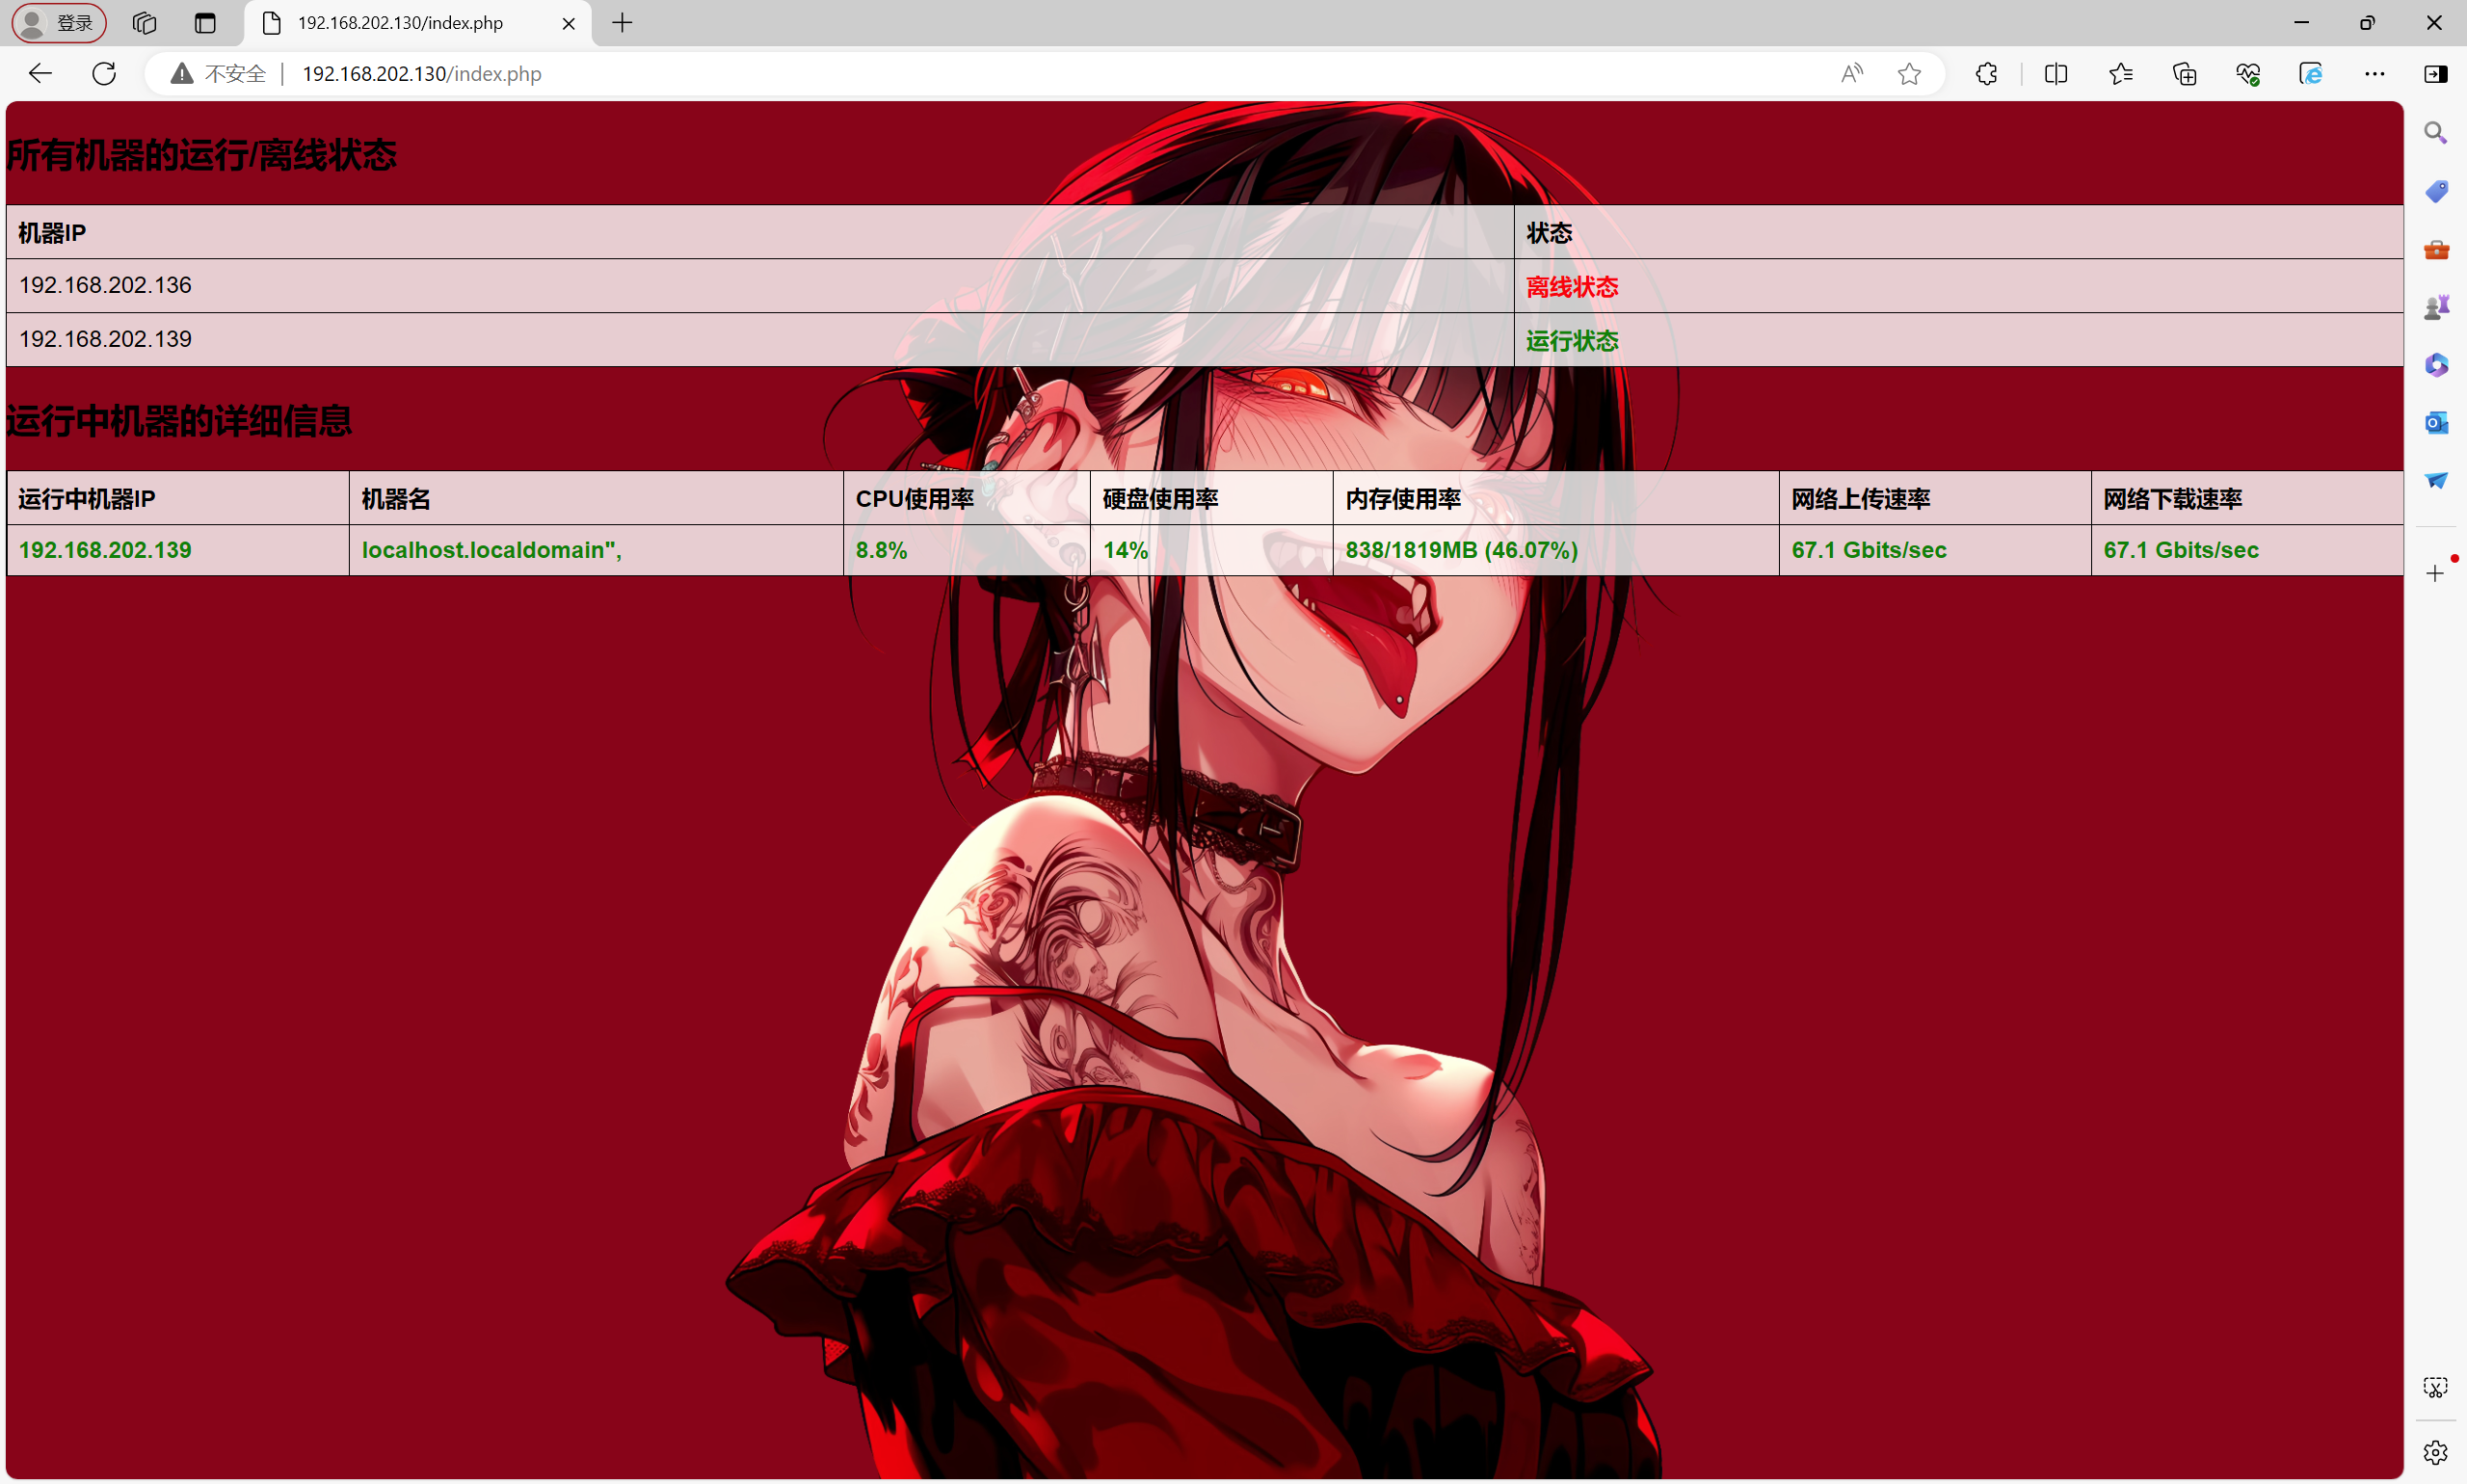 登录
192.168.202.130/index.php
不安全 | 192.168.202.130/index.php
所有机器的运行/离线状态
机器IP 状态
192.168.202.136 离线状态
192.168.202.139 运行状态
运行中机器的详细信息
运行中机器IP 机器名 CPU使用率 硬盘使用率 内存使用率 网络上传速率 网络下载速率
192.168.202.139 localhost.localdomain", 8.8% 14% 838/1819MB (46.07%) 67.1 Gbits/sec 67.1 Gbits/sec